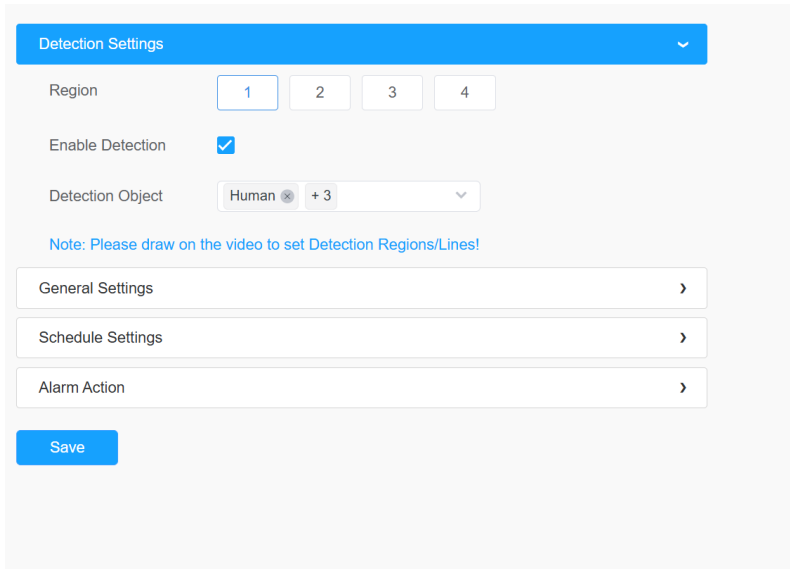 Detection Settings
Region 1 2 3 4
Enable Detection
Detection Object Human + 3
Note: Please draw on the video to set Detection Regions/Lines!
General Settings
Schedule Settings
Alarm Action
Save